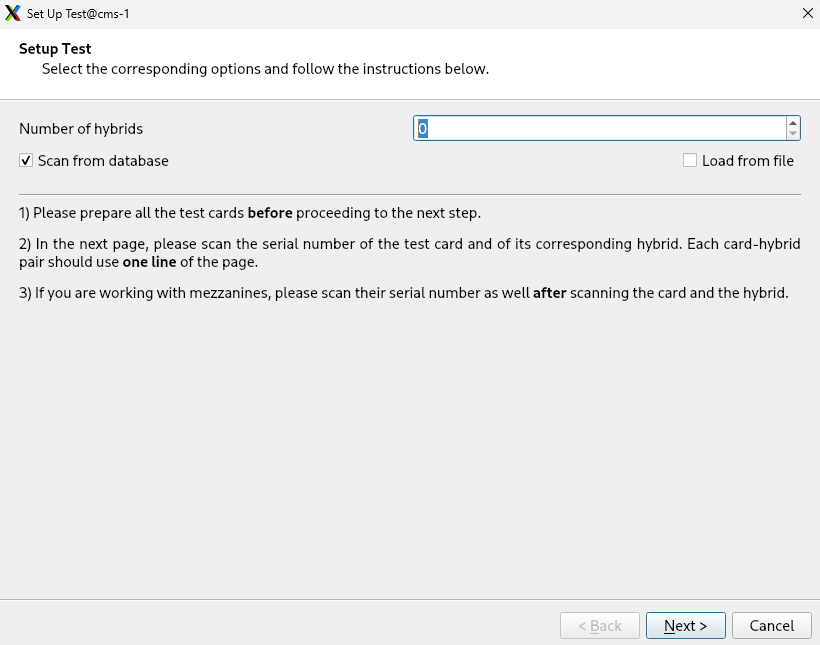 Set Up Test@cms-1
Setup Test
Select the corresponding options and follow the instructions below.
Number of hybrids
0
Scan from database
Load from file
1) Please prepare all the test cards before proceeding to the next step.
2) In the next page, please scan the serial number of the test card and of its corresponding hybrid. Each card-hybrid
pair should use one line of the page.
3) If you are working with mezzanines, please scan their serial number as well after scanning the card and the hybrid.
< Back
Next >
Cancel